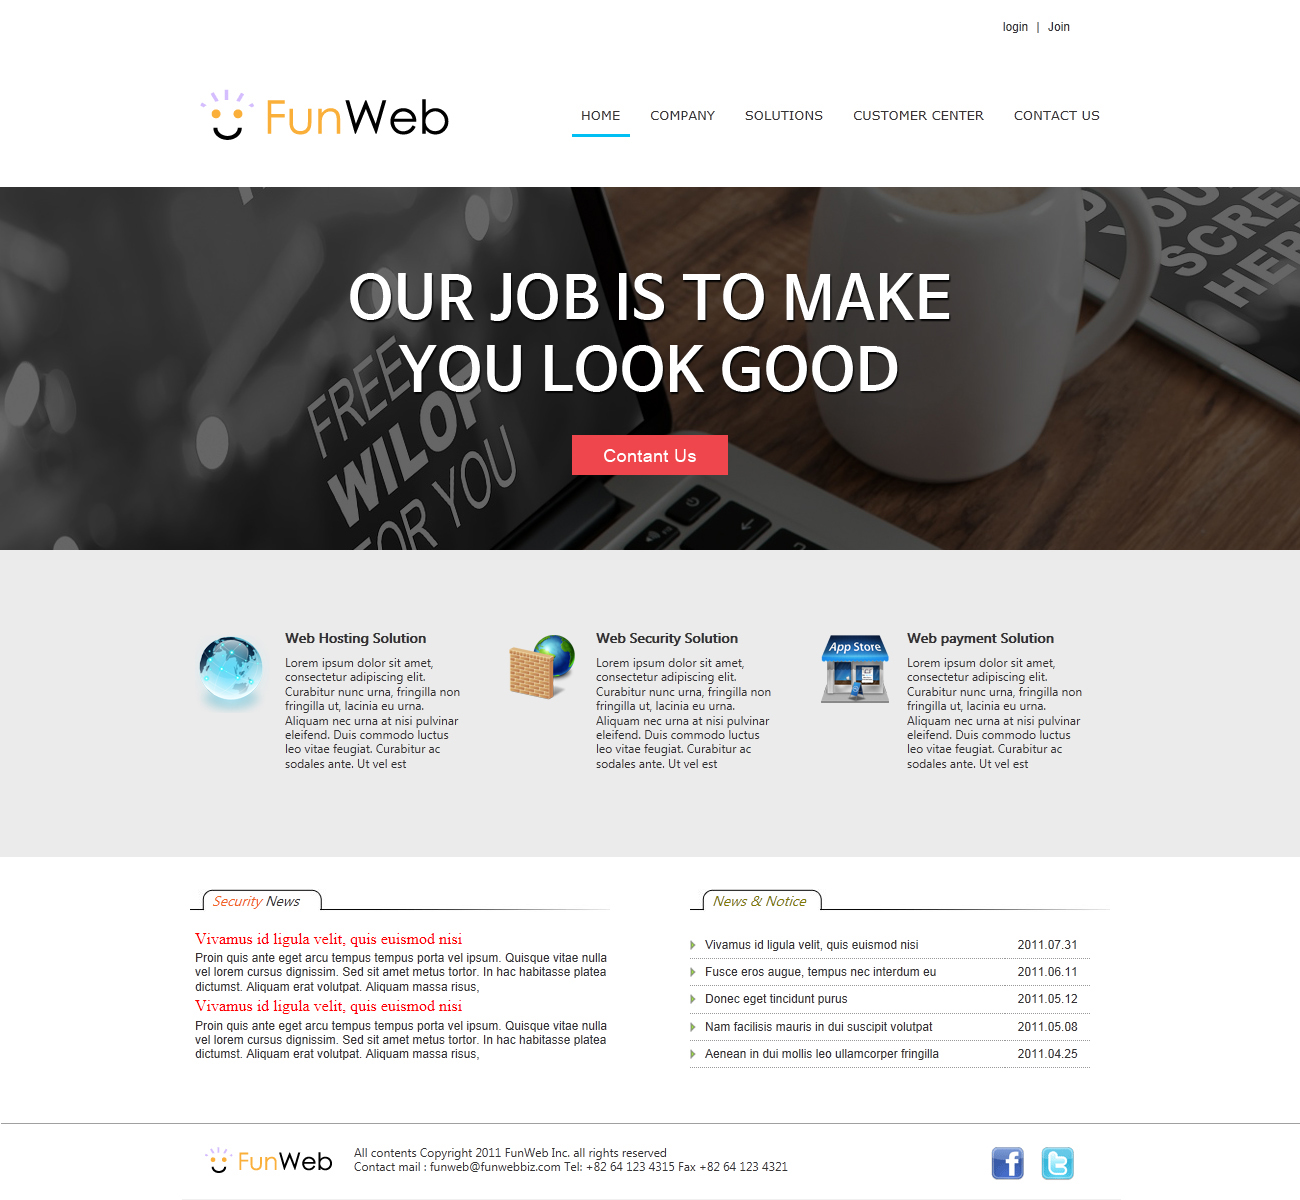 login | Join
FunWeb
HOME COMPANY SOLUTIONS CUSTOMER CENTER CONTACT US
OUR JOB IS TO MAKE
YOU LOOK GOOD
Contant Us
FREE
WILOP
FOR YOU
YOU
SCRE
HER
Web Hosting Solution
Lorem ipsum dolor sit amet,
consectetur adipiscing elit.
Curabitur nunc urna, fringilla non
fringilla ut, lacinia eu urna.
Aliquam nec urna at nisi pulvinar
eleifend. Duis commodo luctus
leo vitae feugiat. Curabitur ac
sodales ante. Ut vel est
Web Security Solution
Lorem ipsum dolor sit amet,
consectetur adipiscing elit.
Curabitur nunc urna, fringilla non
fringilla ut, lacinia eu urna.
Aliquam nec urna at nisi pulvinar
eleifend. Duis commodo luctus
leo vitae feugiat. Curabitur ac
sodales ante. Ut vel est
App Store
Web payment Solution
Lorem ipsum dolor sit amet,
consectetur adipiscing elit.
Curabitur nunc urna, fringilla non
fringilla ut, lacinia eu urna.
Aliquam nec urna at nisi pulvinar
eleifend. Duis commodo luctus
leo vitae feugiat. Curabitur ac
sodales ante. Ut vel est
Security News
Vivamus id ligula velit, quis euismod nisi
Proin quis ante eget arcu tempus tempus porta vel ipsum. Quisque vitae nulla
vel lorem cursus dignissim. Sed sit amet metus tortor. In hac habitasse platea
dictumst. Aliquam erat volutpat. Aliquam massa risus,
Vivamus id ligula velit, quis euismod nisi
Proin quis ante eget arcu tempus tempus porta vel ipsum. Quisque vitae nulla
vel lorem cursus dignissim. Sed sit amet metus tortor. In hac habitasse platea
dictumst. Aliquam erat volutpat. Aliquam massa risus,
News & Notice
Vivamus id ligula velit, quis euismod nisi 2011.07.31
Fusce eros augue, tempus nec interdum eu 2011.06.11
Donec eget tincidunt purus 2011.05.12
Nam facilisis mauris in dui suscipit volutpat 2011.05.08
Aenean in dui mollis leo ullamcorper fringilla 2011.04.25
FunWeb
All contents Copyright 2011 FunWeb Inc. all rights reserved
Contact mail : funweb@funwebbiz.com Tel: +82 64 123 4315 Fax +82 64 123 4321